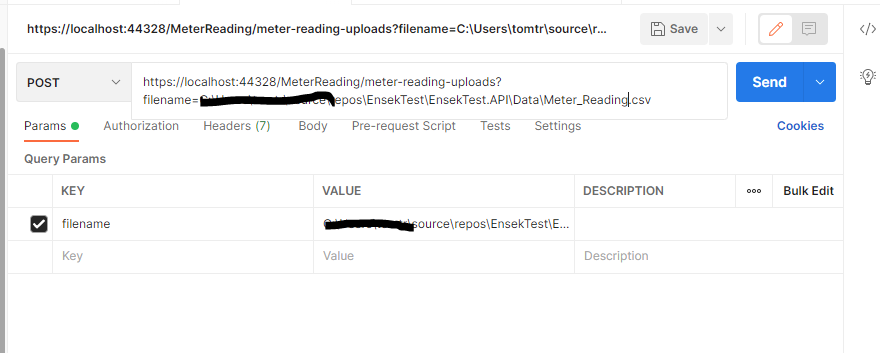 https://localhost:44328/MeterReading/meter-reading-uploads?filename=C:\Users\tomtr\source\r...
Save
POST
https://localhost:44328/MeterReading/meter-reading-uploads?
filename=
\repos\EnsekTest\EnsekTest.API\Data\Meter_Reading.csv
Send
Params Authorization Headers (7) Body Pre-request Script Tests Settings Cookies
Query Params
KEY VALUE DESCRIPTION ooo Bulk Edit
filename source\repos\EnsekTest\E...
Key Value Description